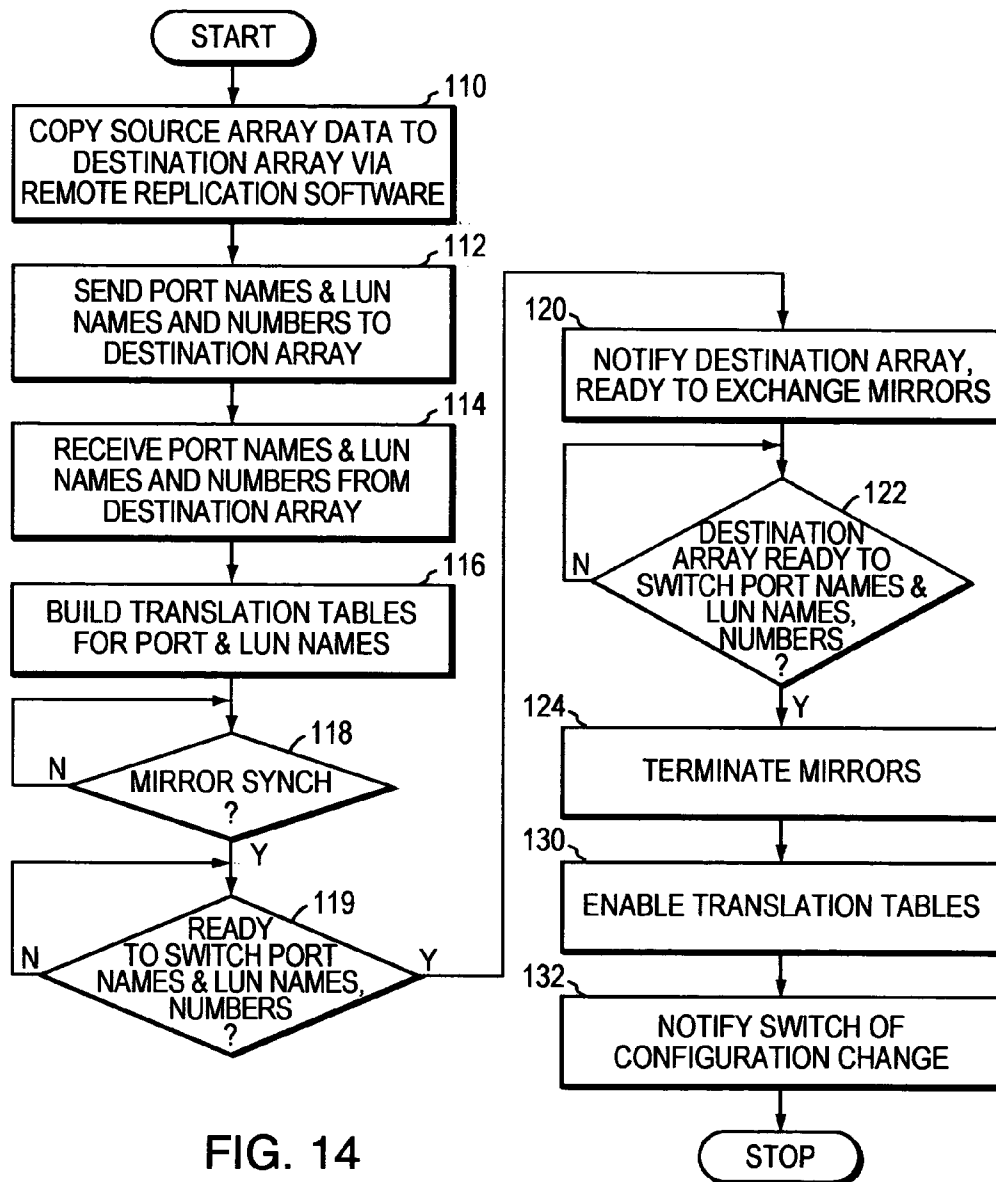 START
110
COPY SOURCE ARRAY DATA TO
DESTINATION ARRAY VIA
REMOTE REPLICATION SOFTWARE
112
SEND PORT NAMES & LUN
NAMES AND NUMBERS TO
DESTINATION ARRAY
114
RECEIVE PORT NAMES & LUN
NAMES AND NUMBERS FROM
DESTINATION ARRAY
116
BUILD TRANSLATION TABLES
FOR PORT & LUN NAMES
118
N
MIRROR SYNCH
?
Y
119
N
READY
TO SWITCH PORT
NAMES & LUN NAMES,
NUMBERS
?
Y
120
NOTIFY DESTINATION ARRAY,
READY TO EXCHANGE MIRRORS
122
N
DESTINATION
ARRAY READY TO
SWITCH PORT NAMES &
LUN NAMES,
NUMBERS
?
Y
124
TERMINATE MIRRORS
130
ENABLE TRANSLATION TABLES
132
NOTIFY SWITCH OF
CONFIGURATION CHANGE
STOP
FIG. 14